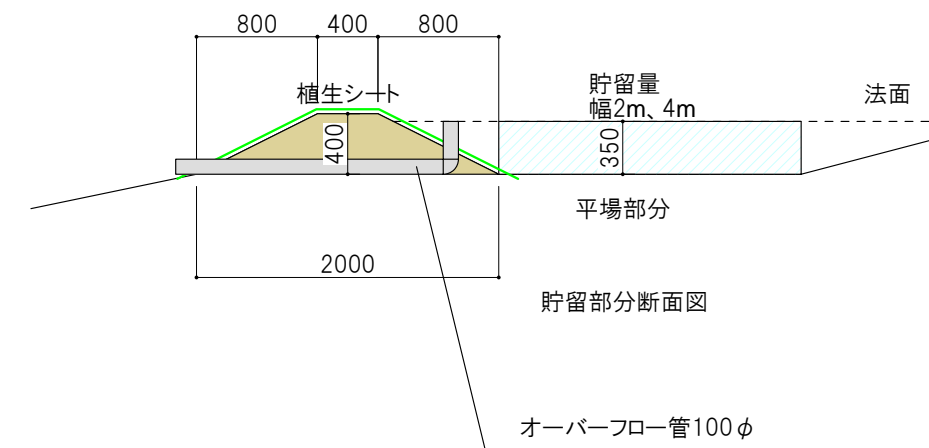 800 400 800
植生シート
貯留量
幅2m、4m
法面
400
350
平場部分
2000
貯留部分断面図
オーバーフロー管100φ